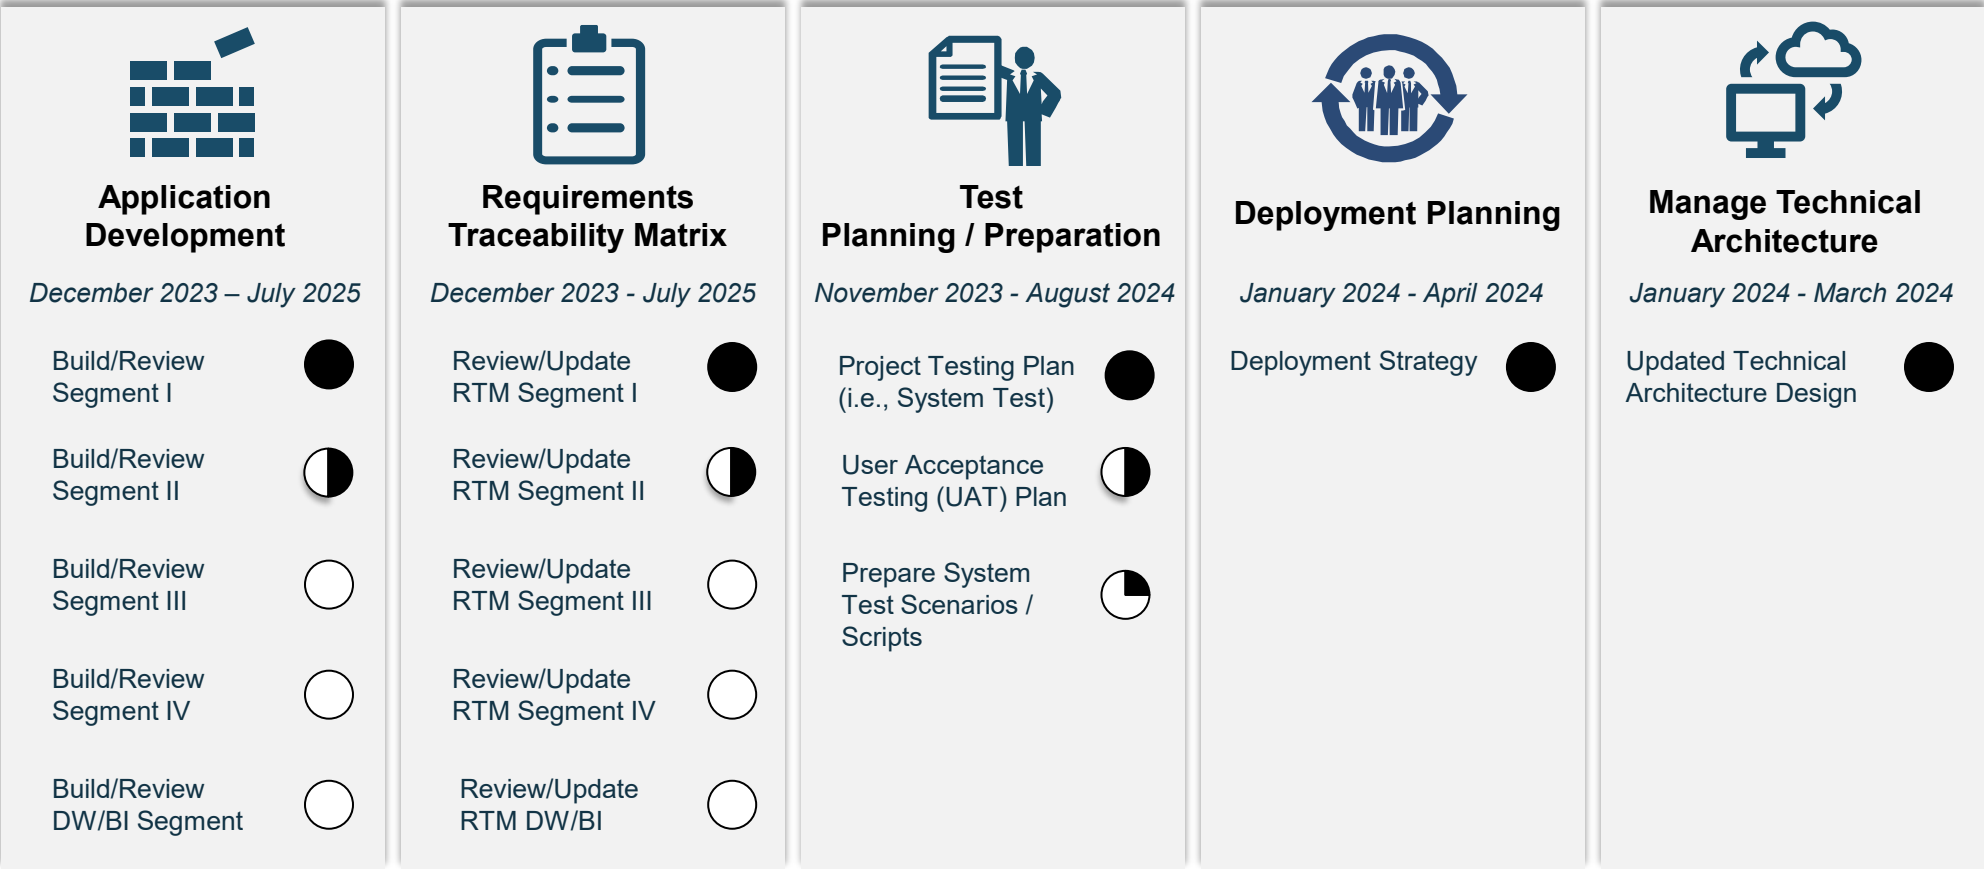 Application
Development
December 2023 – July 2025
Build/Review
Segment I
Build/Review
Segment II
Build/Review
Segment III
Build/Review
Segment IV
Build/Review
DW/BI Segment
Requirements
Traceability Matrix
December 2023 - July 2025
Review/Update
RTM Segment I
Review/Update
RTM Segment II
Review/Update
RTM Segment III
Review/Update
RTM Segment IV
Review/Update
RTM DW/BI
Test
Planning / Preparation
November 2023 - August 2024
Project Testing Plan
(i.e., System Test)
User Acceptance
Testing (UAT) Plan
Prepare System
Test Scenarios /
Scripts
Deployment Planning
January 2024 - April 2024
Deployment Strategy
Manage Technical
Architecture
January 2024 - March 2024
Updated Technical
Architecture Design